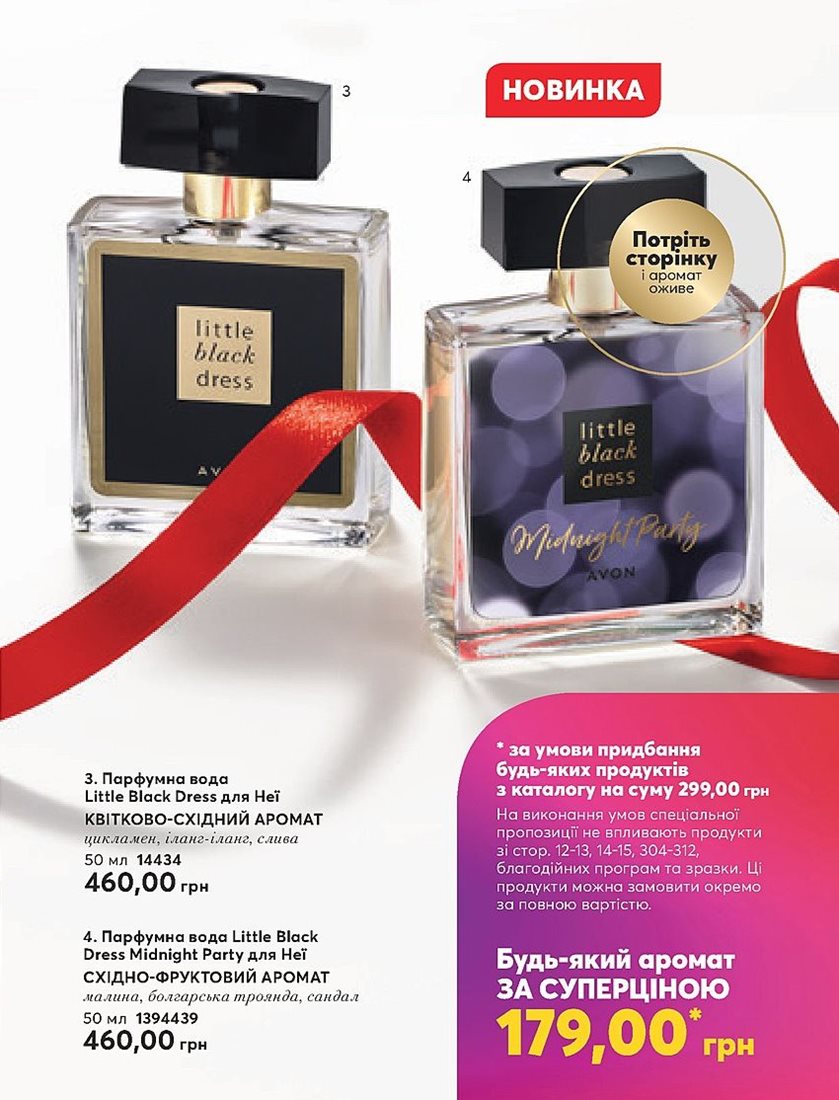 3
НОВИНКА
4
Потріть
сторінку
і аромат
оживе
little
black
dress
little
black
dress
Midnight Party
AVON
3. Парфумна вода
Little Black Dress для Неї
КВІТКОВО-СХІДНИЙ АРОМАТ
цикламен, іланг-іланг, слива
50 мл 14434
460,00 грн
4. Парфумна вода Little Black
Dress Midnight Party для Неї
СХІДНО-ФРУКТОВИЙ АРОМАТ
малина, болгарська троянда, сандал
50 мл 1394439
460,00 грн
* за умови придбання
будь-яких продуктів
з каталогу на суму 299,00 грн
На виконання умов спеціальної
пропозиції не впливають продукти
зі стор. 12-13, 14-15, 304-312,
благодійних програм та зразки. Ці
продукти можна замовити окремо
за повною вартістю.
Будь-який аромат
ЗА СУПЕРЦІНОЮ
179,00* грн